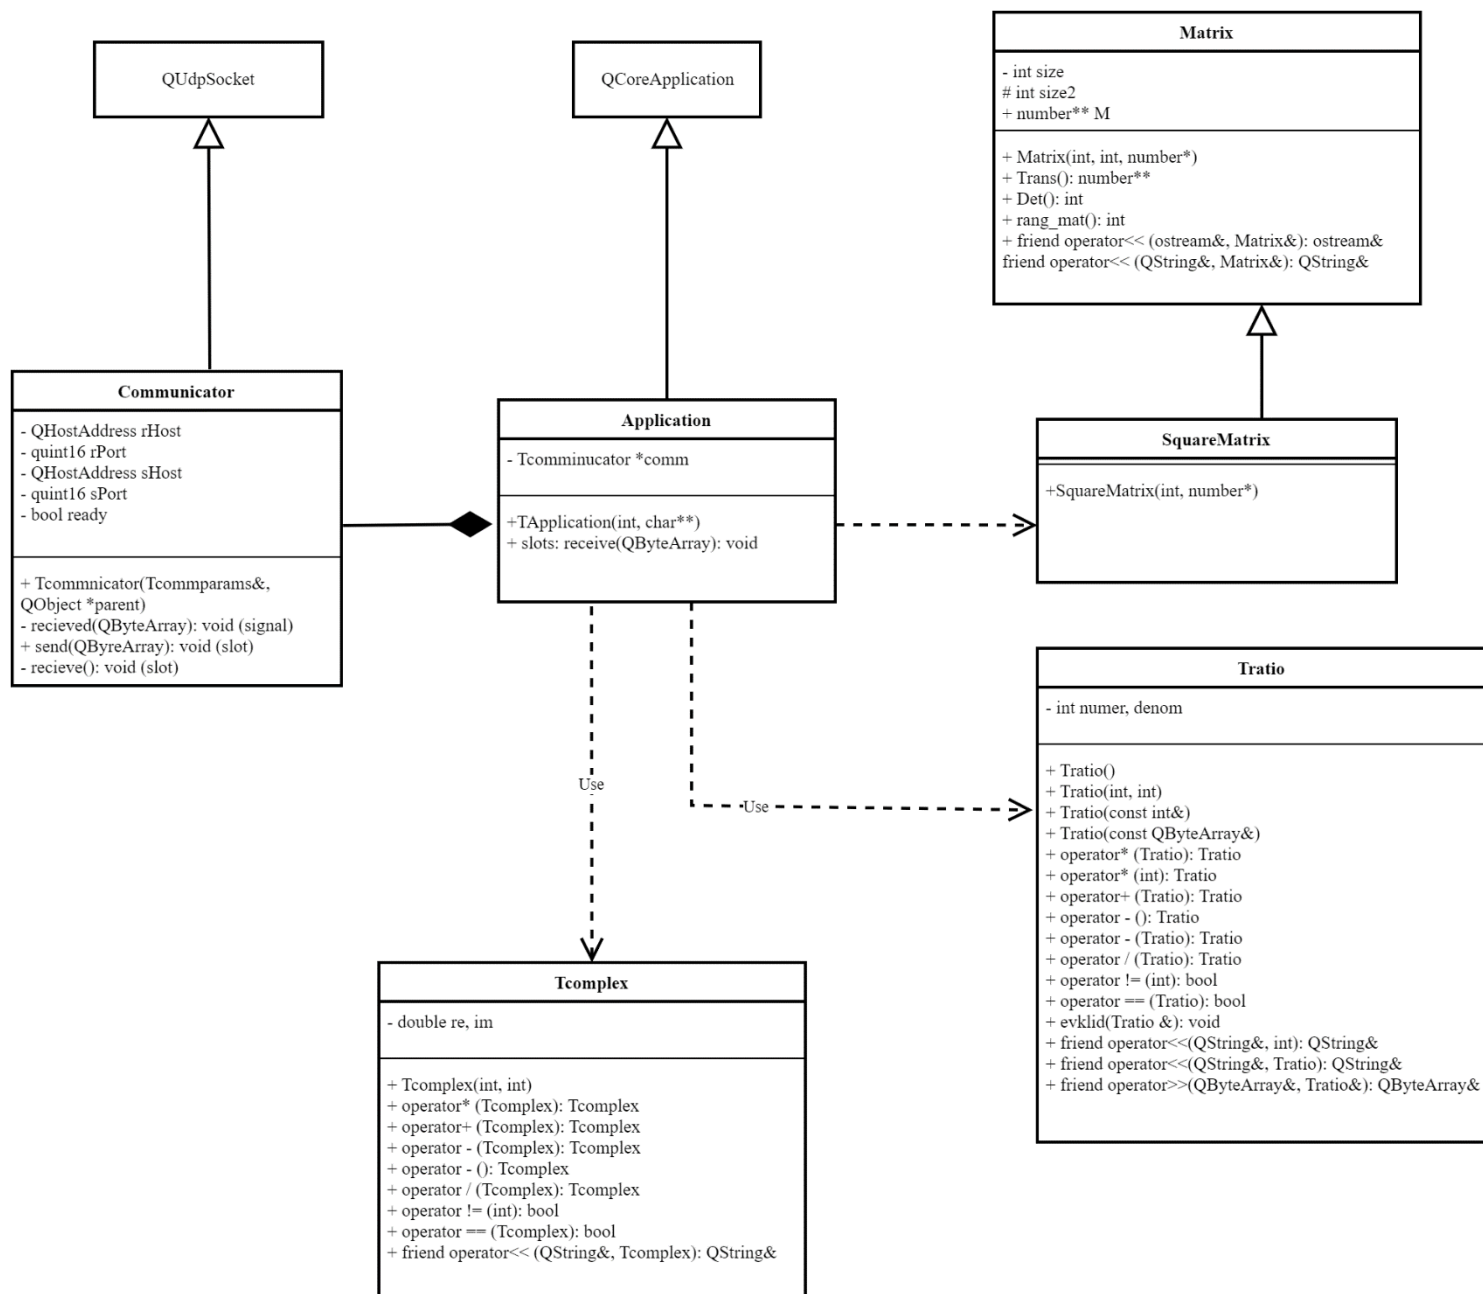 QUdpSocket
QCoreApplication
Matrix
- int size
# int size2
+ number** M
+ Matrix(int, int, number*)
+ Trans(): number**
+ Det(): int
+ rang_mat(): int
+ friend operator<< (ostream&, Matrix&): ostream&
friend operator<< (QString&, Matrix&): QString&
Communicator
- QHostAddress rHost
- quint16 rPort
- QHostAddress sHost
- quint16 sPort
- bool ready
+ Tcommnicator(Tcommparams&,
QObject *parent)
- recieved(QByteArray): void (signal)
+ send(QByreArray): void (slot)
- recieve(): void (slot)
Application
- Tcomminucator *comm
+TApplication(int, char**)
+ slots: receive(QByteArray): void
SquareMatrix
+SquareMatrix(int, number*)
Use
Use
Tratio
- int numer, denom
+ Tratio()
+ Tratio(int, int)
+ Tratio(const int&)
+ Tratio(const QByteArray&)
+ operator* (Tratio): Tratio
+ operator* (int): Tratio
+ operator+ (Tratio): Tratio
+ operator - (): Tratio
+ operator - (Tratio): Tratio
+ operator / (Tratio): Tratio
+ operator != (int): bool
+ operator == (Tratio): bool
+ evklid(Tratio &): void
+ friend operator<<(QString&, int): QString&
+ friend operator<<(QString&, Tratio): QString&
+ friend operator>>(QByteArray&, Tratio&): QByteArray&
Tcomplex
- double re, im
+ Tcomplex(int, int)
+ operator* (Tcomplex): Tcomplex
+ operator+ (Tcomplex): Tcomplex
+ operator - (Tcomplex): Tcomplex
+ operator - (): Tcomplex
+ operator / (Tcomplex): Tcomplex
+ operator != (int): bool
+ operator == (Tcomplex): bool
+ friend operator<< (QString&, Tcomplex): QString&